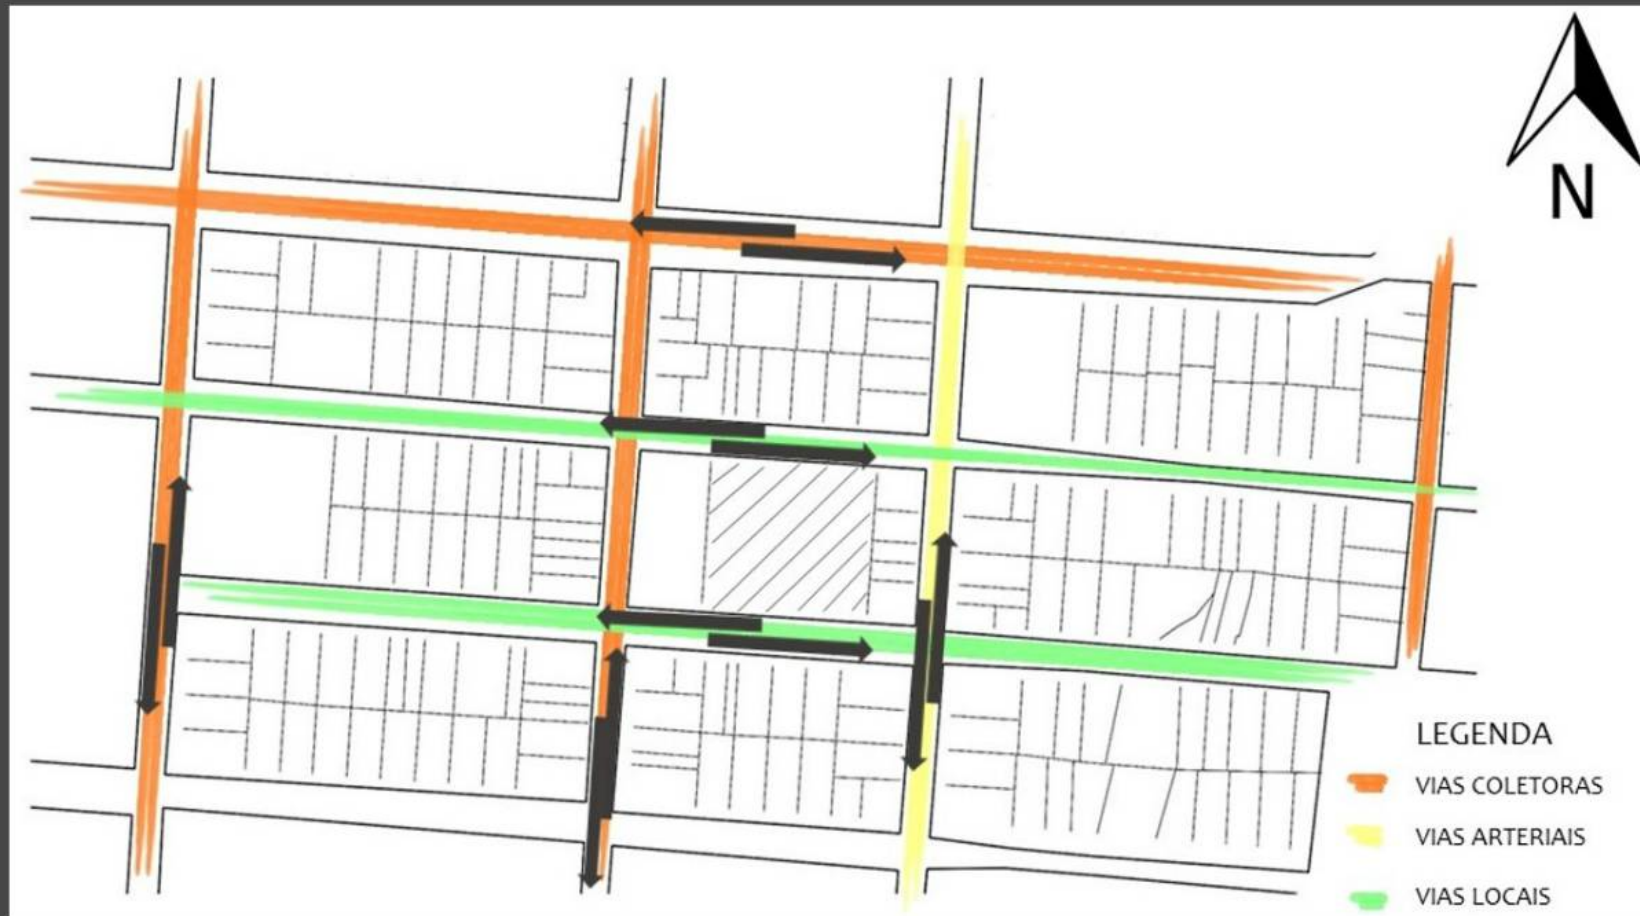 N
LEGENDA
VIAS COLETORAS
VIAS ARTERIAIS
VIAS LOCAIS